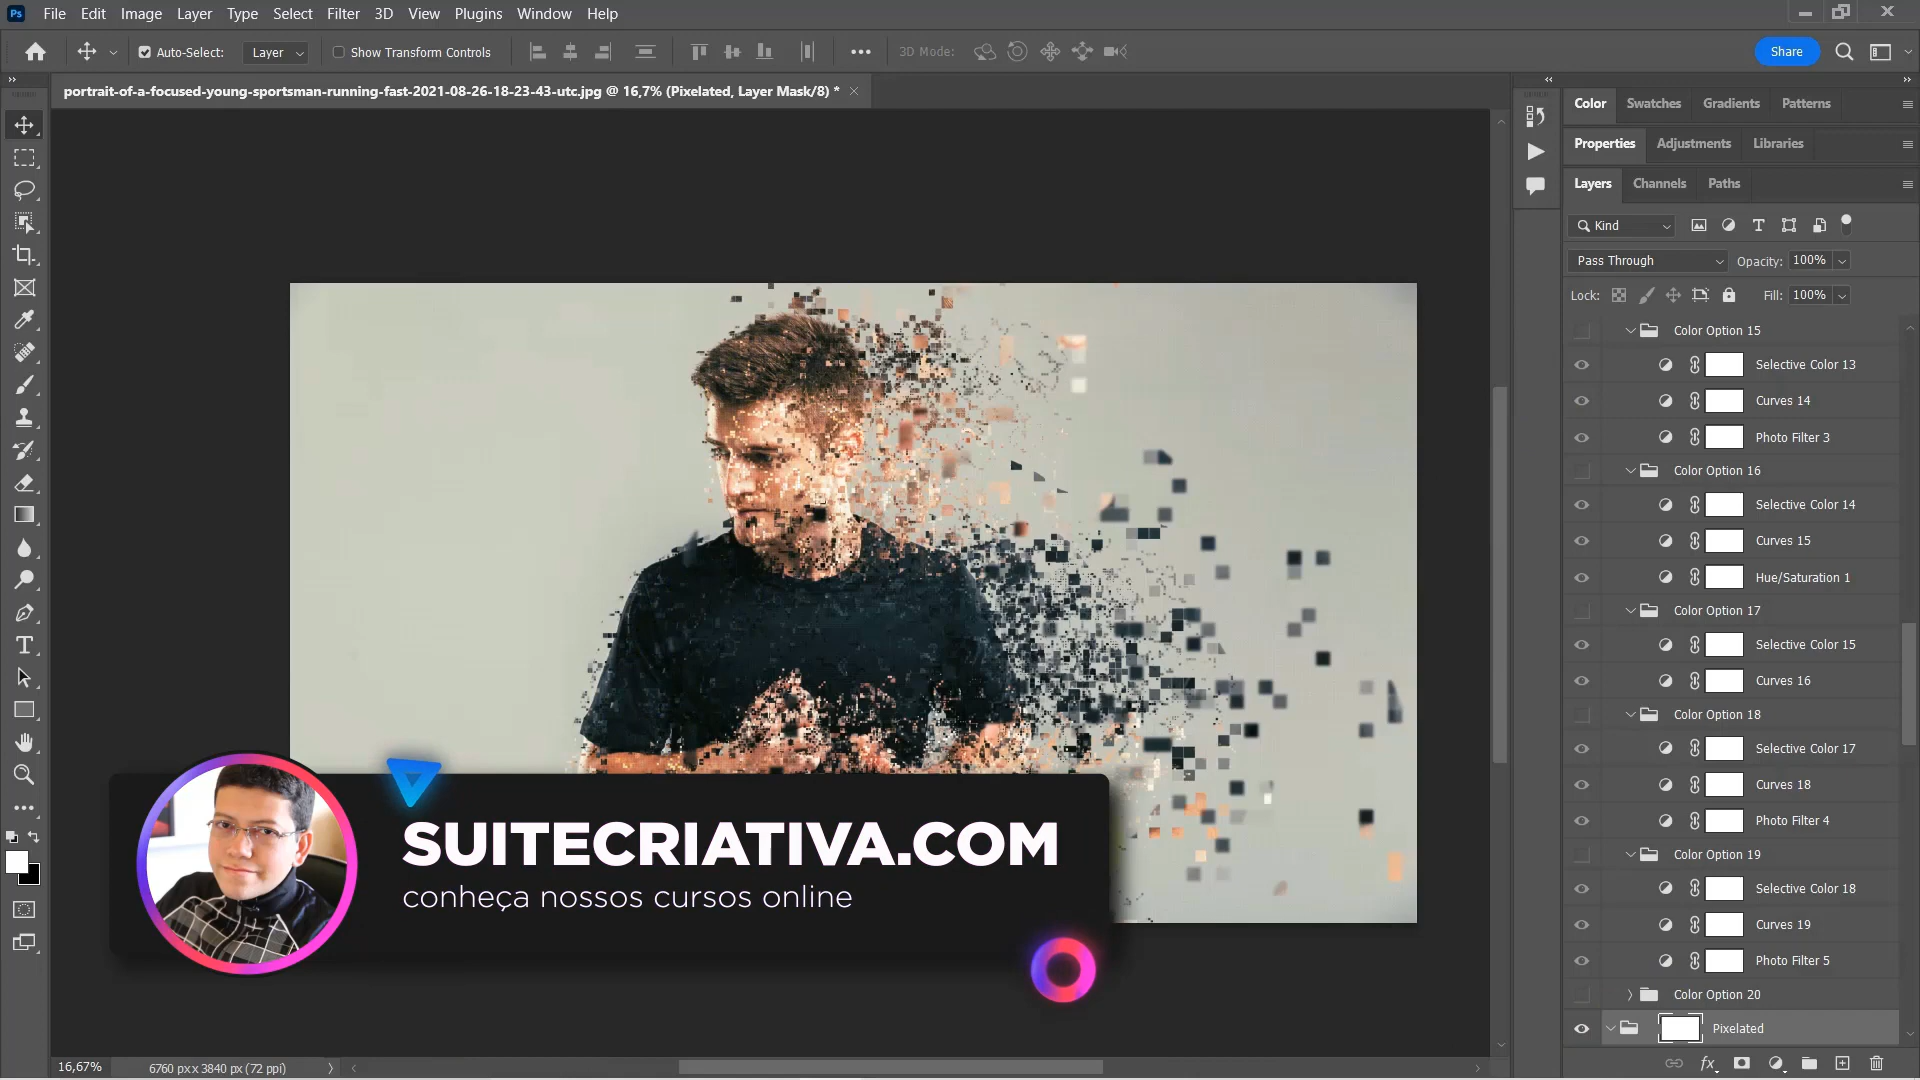 Ps File Edit Image Layer Type Select Filter 3D View Plugins Window Help
Auto-Select: Layer Show Transform Controls 3D Mode: Share
portrait-of-a-focused-young-sportsman-running-fast-2021-08-26-18-23-43-utc.jpg @ 16,7% (Pixelated, Layer Mask/8) *
Color Swatches Gradients Patterns
Properties Adjustments Libraries
Layers Channels Paths
Kind
Pass Through Opacity: 100%
Lock: Fill: 100%
Color Option 15
Selective Color 13
Curves 14
Photo Filter 3
Color Option 16
Selective Color 14
Curves 15
Hue/Saturation 1
Color Option 17
Selective Color 15
Curves 16
Color Option 18
Selective Color 17
Curves 18
Photo Filter 4
Color Option 19
Selective Color 18
Curves 19
Photo Filter 5
Color Option 20
Pixelated
SUITECRIATIVA.COM
conheça nossos cursos online
16,67% 6760 px x 3840 px (72 ppi)
fx